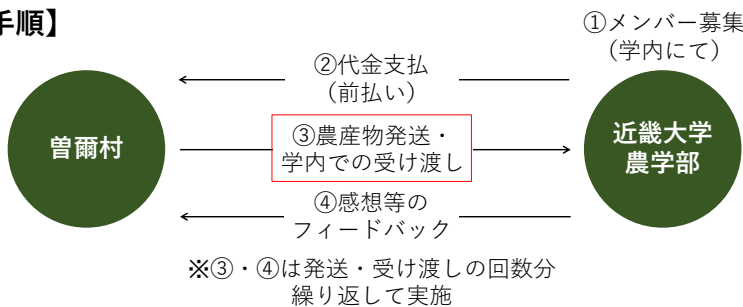 手順】
①メンバー募集
（学内にて）
②代金支払
（前払い）
曽爾村
③農産物発送・
学内での受け渡し
近畿大学
農学部
④感想等の
フィードバック
※③・④は発送・受け渡しの回数分
繰り返して実施